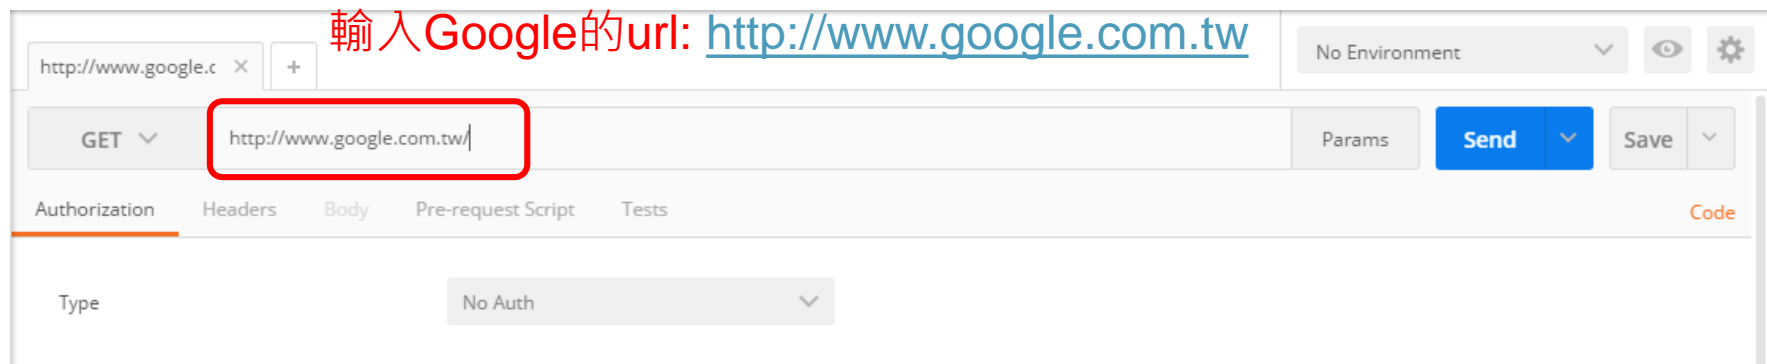 輸入Google的url: http://www.google.com.tw
http://www.google.c × +
No Environment
GET http://www.google.com.tw/ Params Send Save
Authorization Headers Body Pre-request Script Tests Code
Type No Auth